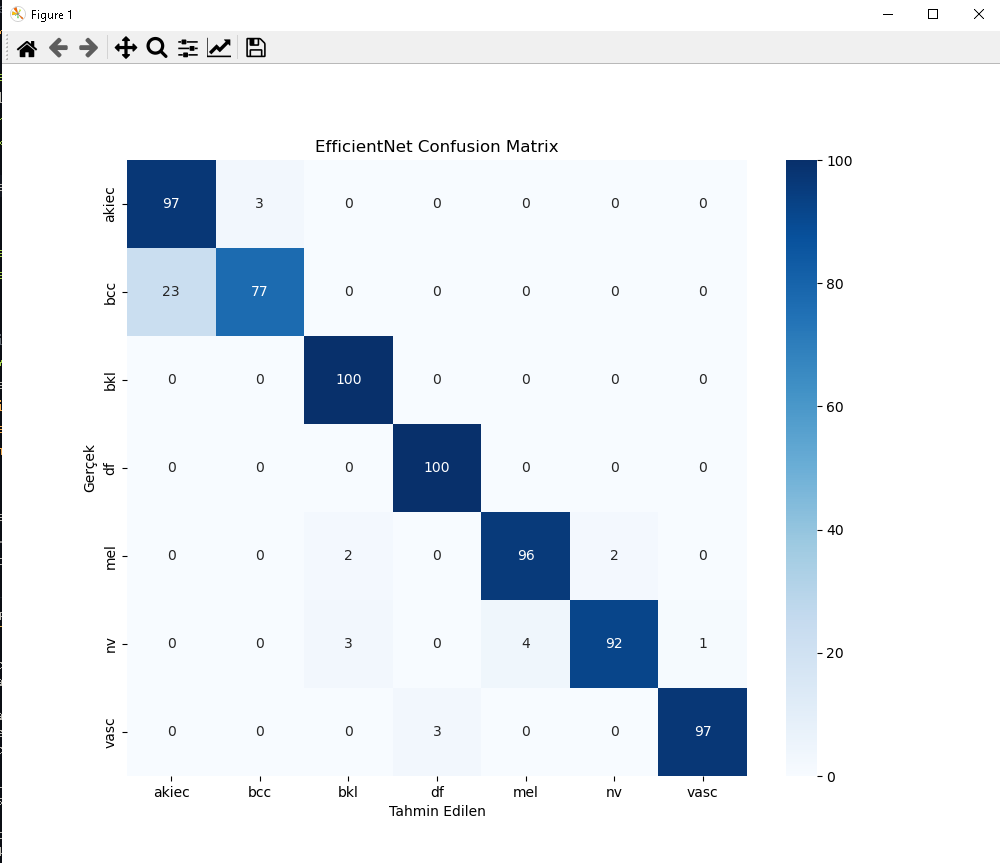 Figure 1
EfficientNet Confusion Matrix
akiec 97 3 0 0 0 0 0
bcc 23 77 0 0 0 0 0
bkl 0 0 100 0 0 0 0
df 0 0 0 100 0 0 0
mel 0 0 2 0 96 2 0
nv 0 0 3 0 4 92 1
vasc 0 0 0 3 0 0 97
Gerçek
akiec bcc bkl df mel nv vasc
Tahmin Edilen
100
80
60
40
20
0